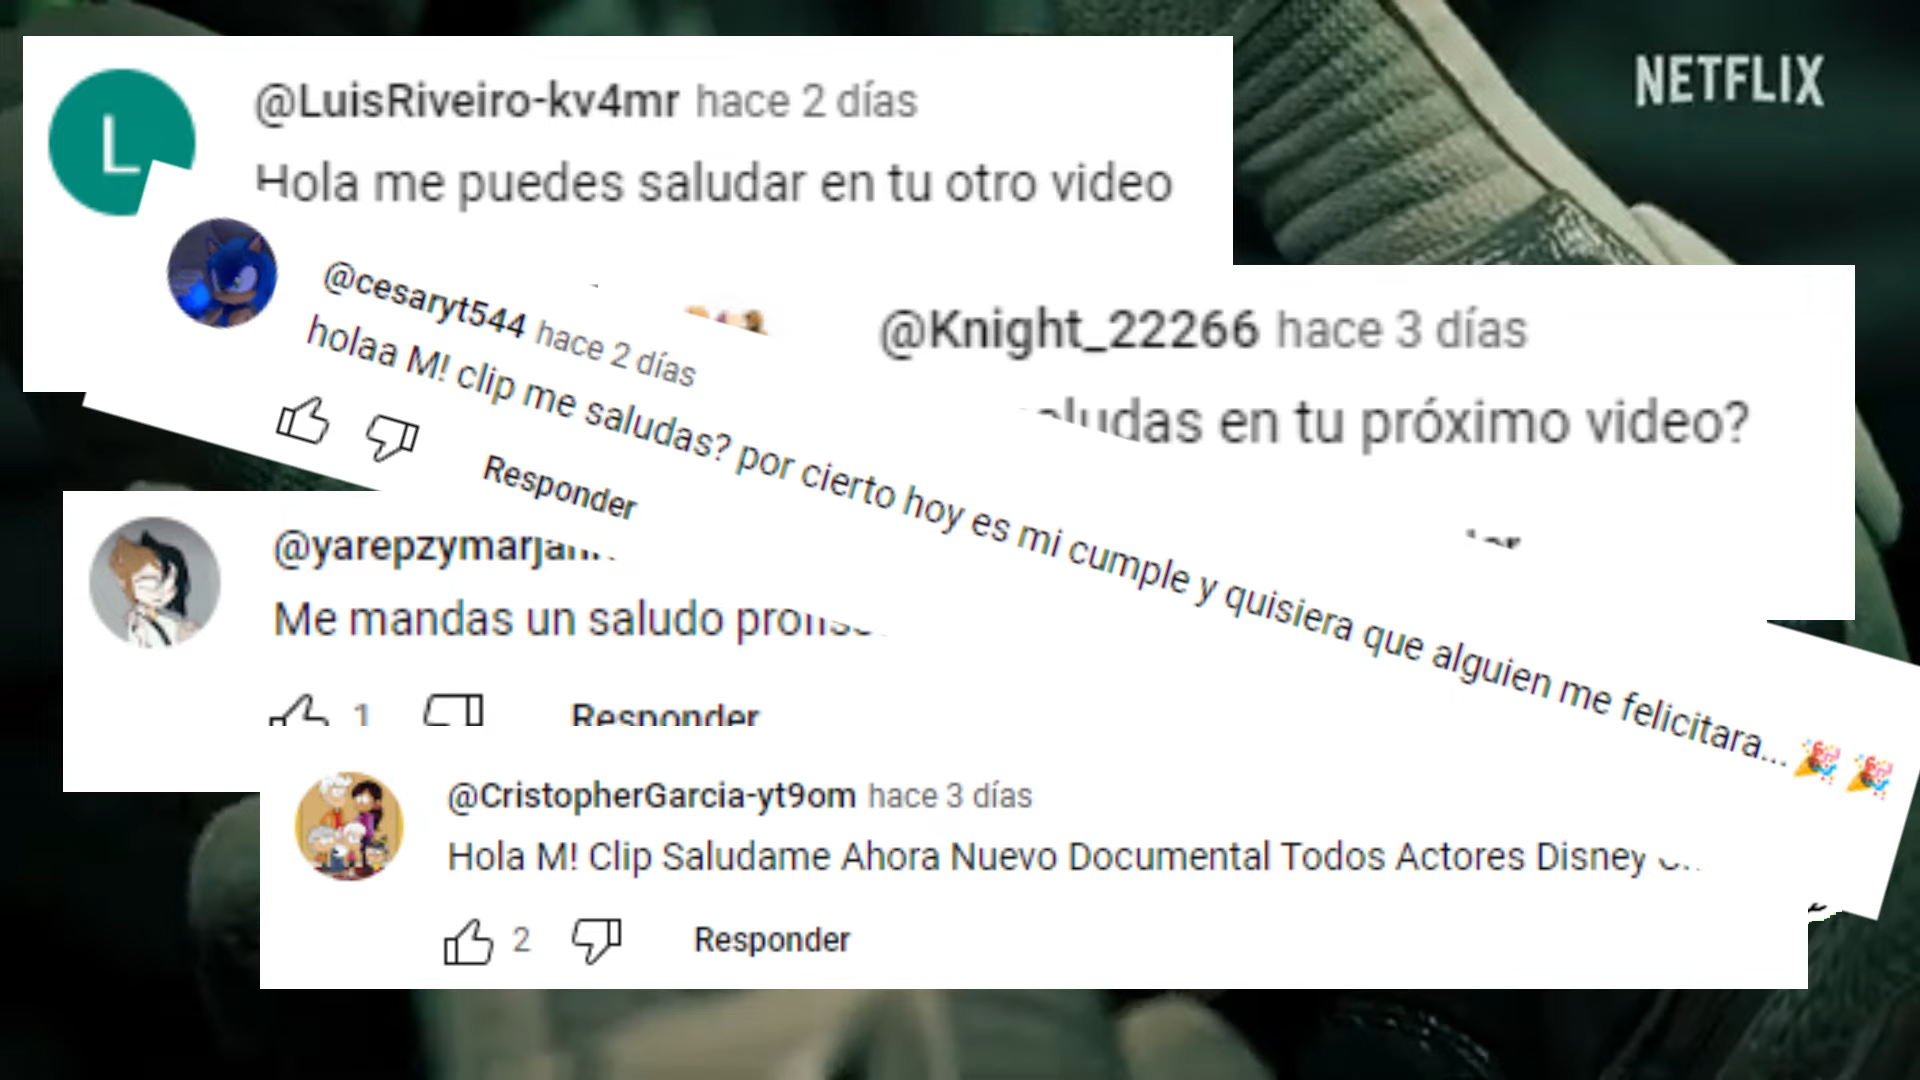 NETFLIX
L
@LuisRiveiro-kv4mr hace 2 días
Hola me puedes saludar en tu otro video
@Knight_22266 hace 3 días
en tu próximo video?
@cesaryt544 hace 2 días
holaa M! clip me saludas? por cierto hoy es mi cumple y quisiera que alguien me felicitara... 🎉🎉
Responder
Me mandas un saludo
1 Responder
@CristopherGarcia-yt9om hace 3 días
Hola M! Clip Saludame Ahora Nuevo Documental Todos Actores Disney
2 Responder